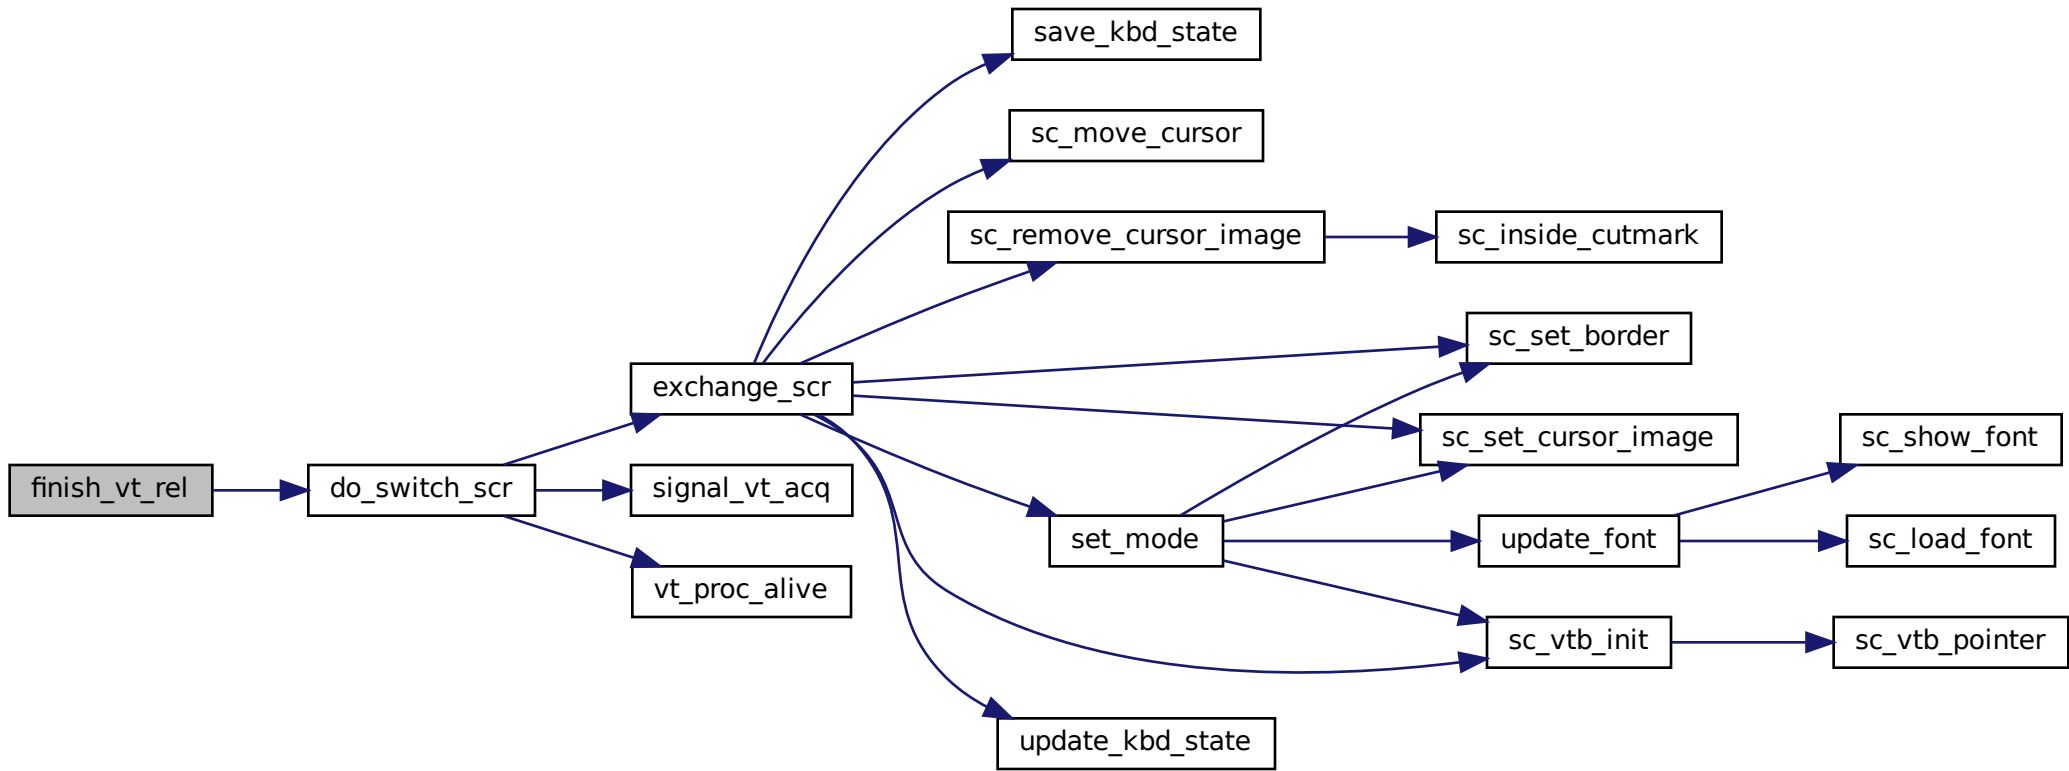 finish_vt_rel
do_switch_scr
exchange_scr
signal_vt_acq
vt_proc_alive
save_kbd_state
sc_move_cursor
sc_remove_cursor_image
set_mode
update_kbd_state
sc_inside_cutmark
sc_set_border
sc_set_cursor_image
update_font
sc_vtb_init
sc_show_font
sc_load_font
sc_vtb_pointer